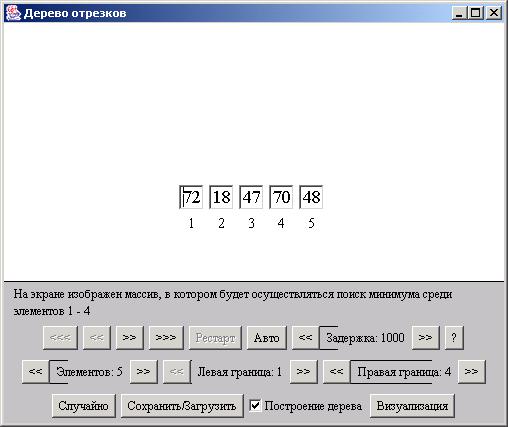 Дерево отрезков
72 18 47 70 48
1 2 3 4 5
На экране изображен массив, в котором будет осуществляться поиск минимума среди
элементов 1 - 4
<<< << >> >>> Рестарт Авто << Задержка: 1000 >> ?
<< Элементов: 5 >> << Левая граница: 1 >> << Правая граница: 4 >>
Случайно Сохранить/Загрузить Построение дерева Визуализация